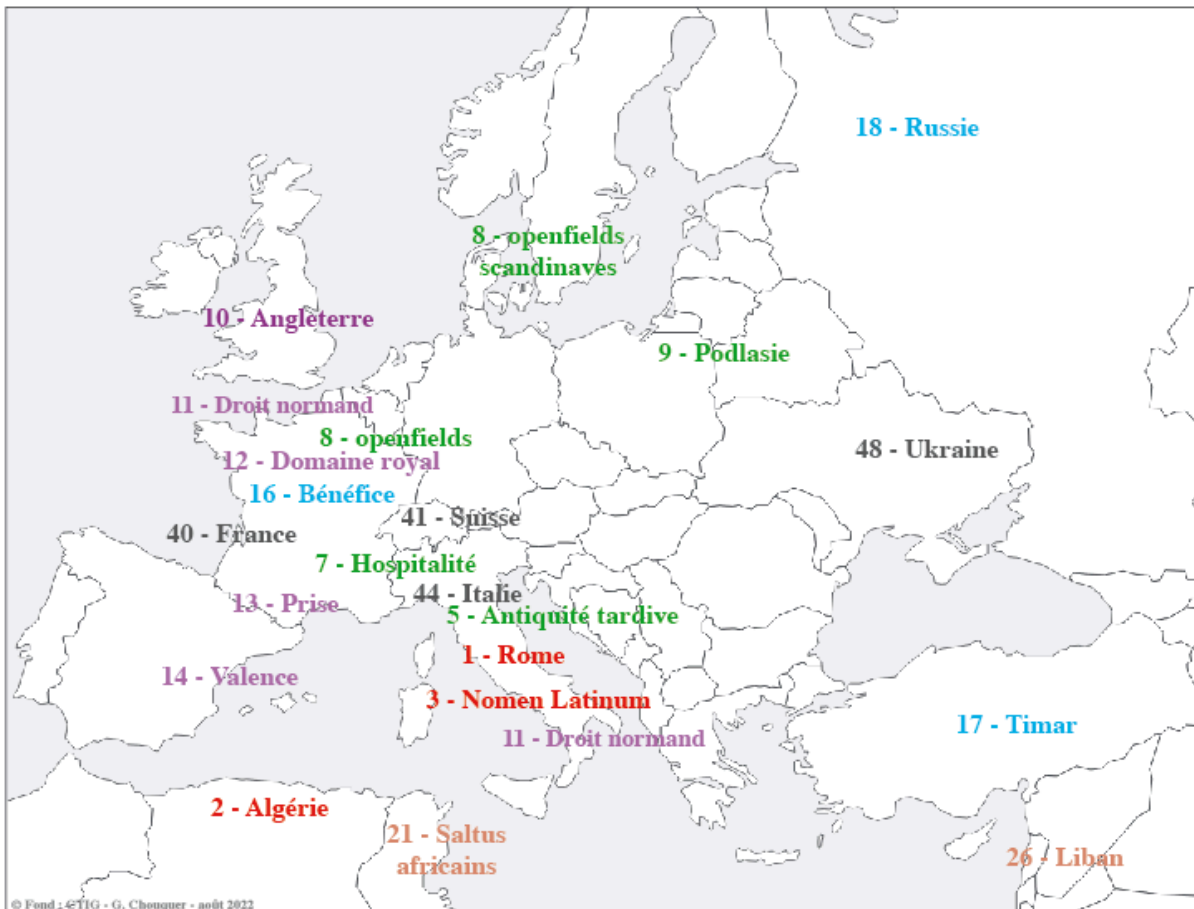 18 - Russie
8 - openfields
scandinaves
10 - Angleterre
9 - Podlasie
11 - Droit normand
8 - openfields
12 - Domaine royal
48 - Ukraine
16 - Bénéfice
41 - Suisse
40 - France
7 - Hospitalité
44 - Italie
13 - Prise
5 - Antiquité tardive
1 - Rome
14 - Valence
3 - Nomen Latinum
17 - Timar
11 - Droit normand
2 - Algérie
21 - Saltus
africains
26 - Liban
© Fond : CTIG - G. Chouquer - août 2022